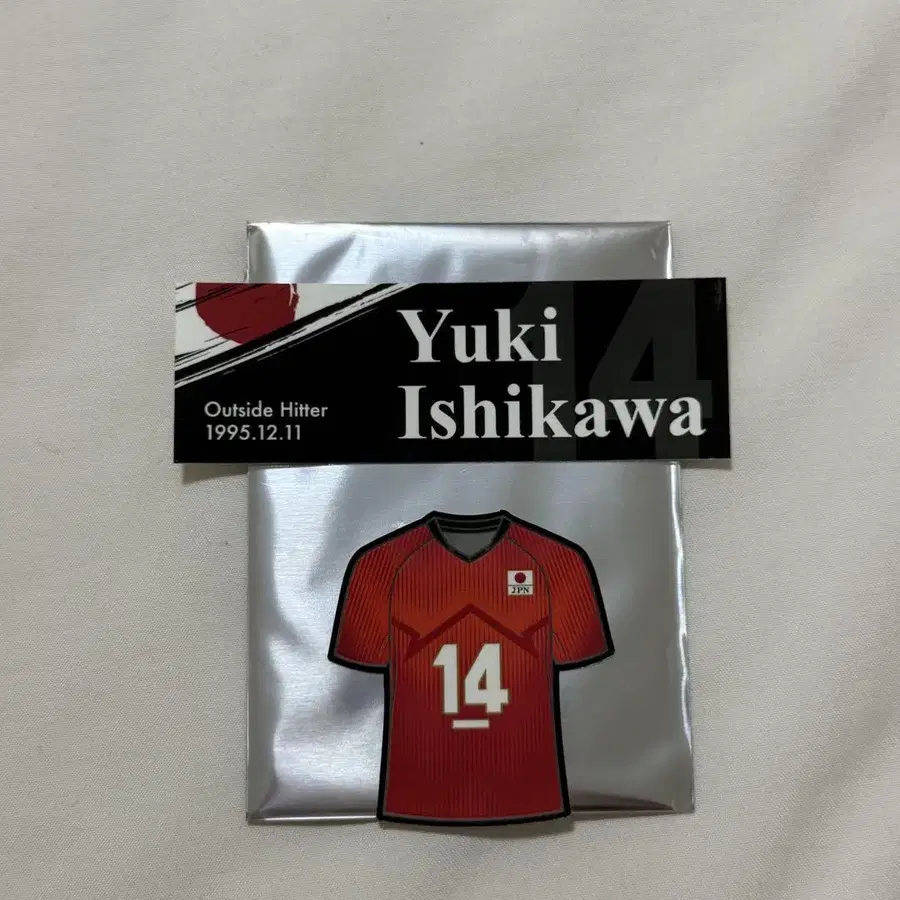 14
Yuki
Ishikawa
Outside Hitter
1995.12.11
JPN
14